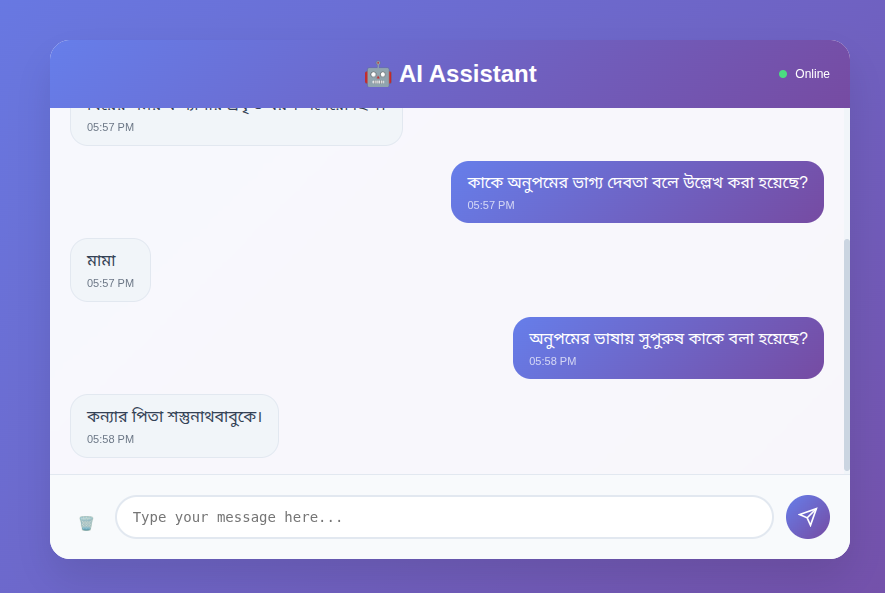 🤖 AI Assistant
Online
05:57 PM
কাকে অনুপমের ভাগ্য দেবতা বলে উল্লেখ করা হয়েছে?
05:57 PM
মামা
05:57 PM
অনুপমের ভাষায় সুপুরুষ কাকে বলা হয়েছে?
05:58 PM
কন্যার পিতা শম্ভুনাথবাবুকে।
05:58 PM
Type your message here...